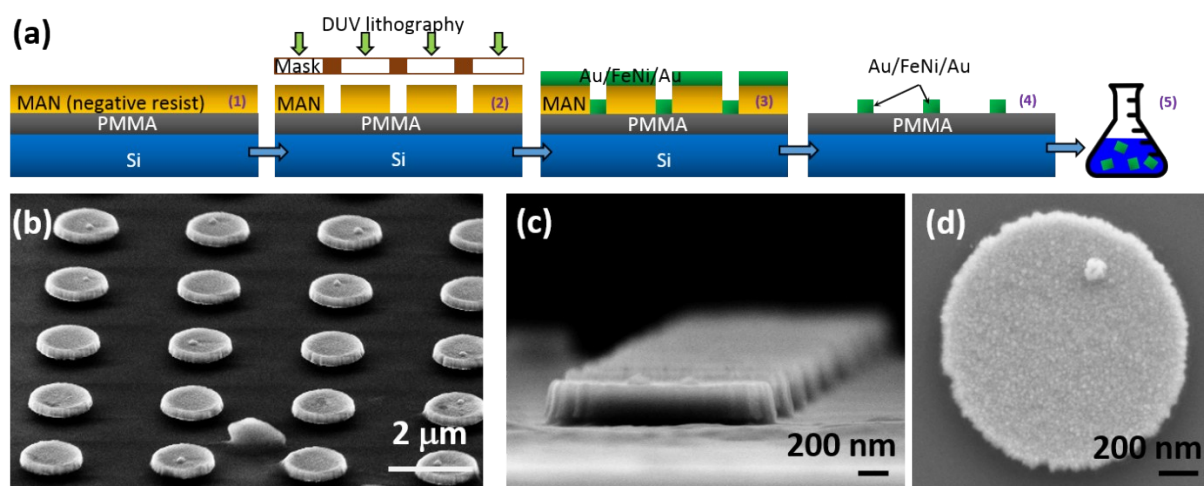 (a)
DUV lithography
Mask
MAN (negative resist) (1)
PMMA
Si
MAN (2)
PMMA
Si
Au/FeNi/Au
MAN (3)
PMMA
Si
Au/FeNi/Au
(4)
PMMA
Si
(5)
(b)
2 μm
(c)
200 nm
(d)
200 nm